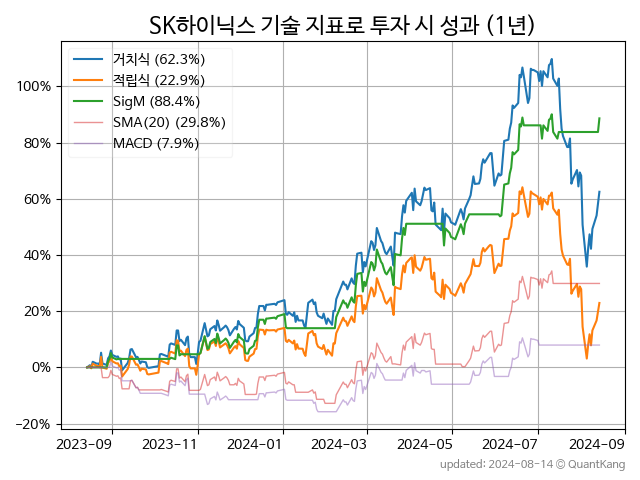 SK하이닉스 기술 지표로 투자 시 성과 (1년)
거치식 (62.3%)
적립식 (22.9%)
SigM (88.4%)
SMA(20) (29.8%)
MACD (7.9%)
100%
80%
60%
40%
20%
0%
−20%
2023-09 2023-11 2024-01 2024-03 2024-05 2024-07 2024-09
updated: 2024-08-14 © QuantKang